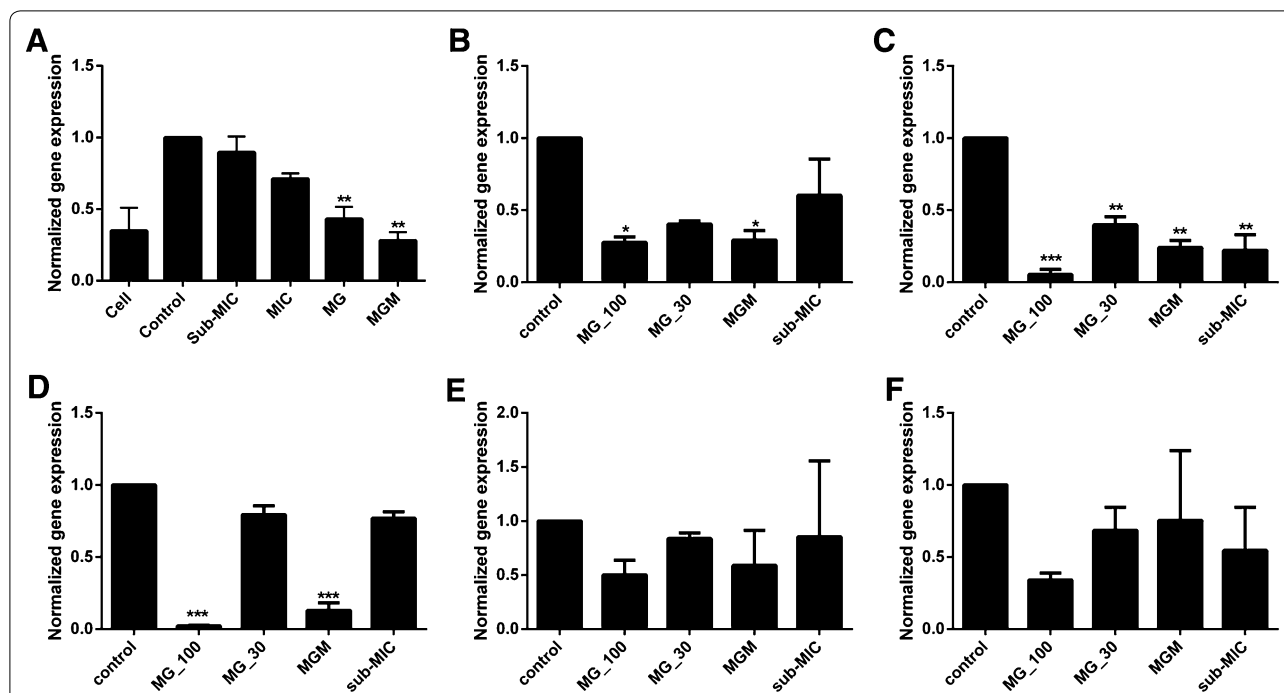 A
Normalized gene expression
1.5
1.0
0.5
0.0
** **
Cell Control Sub-MIC MIC MG MGM
B
Normalized gene expression
1.5
1.0
0.5
0.0
* *
control MG_100 MG_30 MGM sub-MIC
C
Normalized gene expression
1.5
1.0
0.5
0.0
*** ** ** **
control MG_100 MG_30 MGM sub-MIC
D
Normalized gene expression
1.5
1.0
0.5
0.0
*** ***
control MG_100 MG_30 MGM sub-MIC
E
Normalized gene expression
2.0
1.5
1.0
0.5
0.0
control MG_100 MG_30 MGM sub-MIC
F
Normalized gene expression
1.5
1.0
0.5
0.0
control MG_100 MG_30 MGM sub-MIC